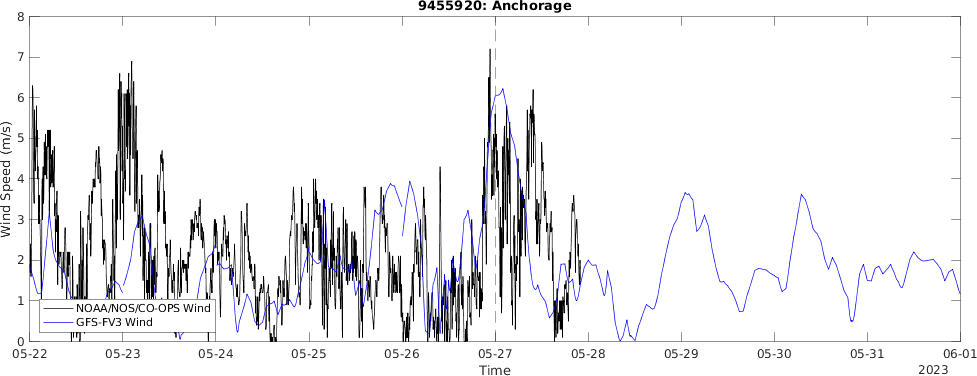 9455920: Anchorage
8
7
6
5
4
3
2
1
0
Wind Speed (m/s)
NOAA/NOS/CO-OPS Wind
GFS-FV3 Wind
05-22 05-23 05-24 05-25 05-26 05-27 05-28 05-29 05-30 05-31 06-01
Time
2023